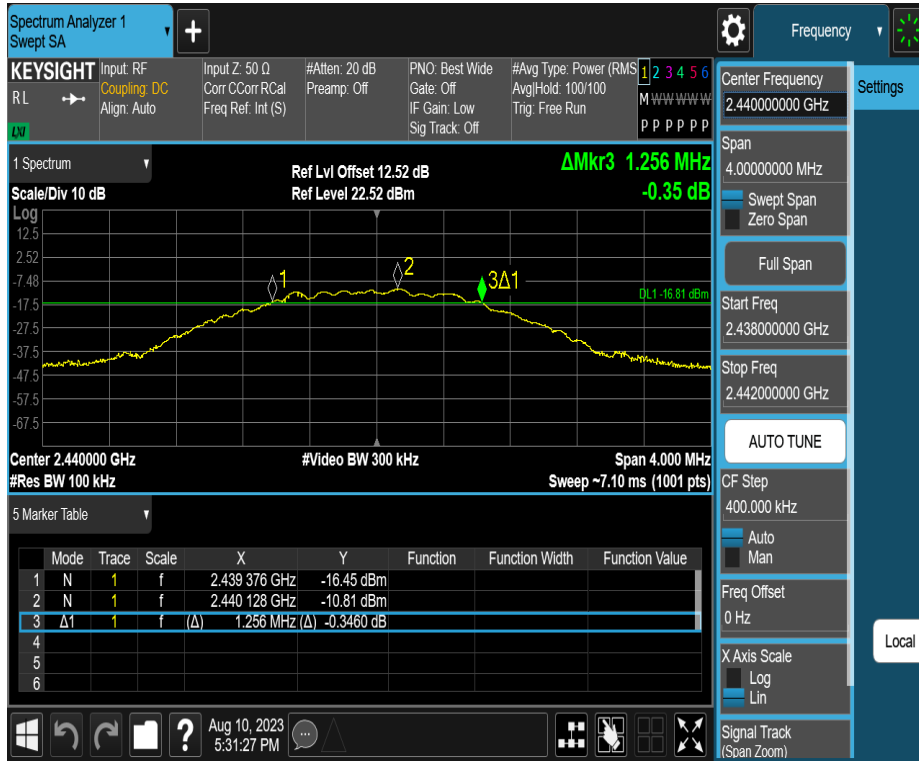 Spectrum Analyzer 1
Swept SA
+
Frequency
KEYSIGHT
RL
LXI
Input: RF
Coupling: DC
Align: Auto
Input Z: 50 Ω
Corr CCorr RCal
Freq Ref: Int (S)
#Atten: 20 dB
Preamp: Off
PNO: Best Wide
Gate: Off
IF Gain: Low
Sig Track: Off
#Avg Type: Power (RMS
Avg|Hold: 100/100
Trig: Free Run
1 2 3 4 5 6
M W W W W W
P P P P P P
1 Spectrum
Scale/Div 10 dB
Ref Lvl Offset 12.52 dB
Ref Level 22.52 dBm
ΔMkr3 1.256 MHz
-0.35 dB
Log
12.5
2.52
-7.48
-17.5
-27.5
-37.5
-47.5
-57.5
-67.5
1
2
3Δ1
DL1 -16.81 dBm
Center 2.440000 GHz
#Video BW 300 kHz
Span 4.000 MHz
#Res BW 100 kHz
Sweep ~7.10 ms (1001 pts)
5 Marker Table
Mode Trace Scale X Y Function Function Width Function Value
1 N 1 f 2.439 376 GHz -16.45 dBm
2 N 1 f 2.440 128 GHz -10.81 dBm
3 Δ1 1 f (Δ) 1.256 MHz (Δ) -0.3460 dB
4
5
6
Aug 10, 2023
5:31:27 PM
?
Center Frequency
2.440000000 GHz
Span
4.00000000 MHz
Swept Span
Zero Span
Full Span
Start Freq
2.438000000 GHz
Stop Freq
2.442000000 GHz
AUTO TUNE
CF Step
400.000 kHz
Auto
Man
Freq Offset
0 Hz
X Axis Scale
Log
Lin
Signal Track
(Span Zoom)
Settings
Local